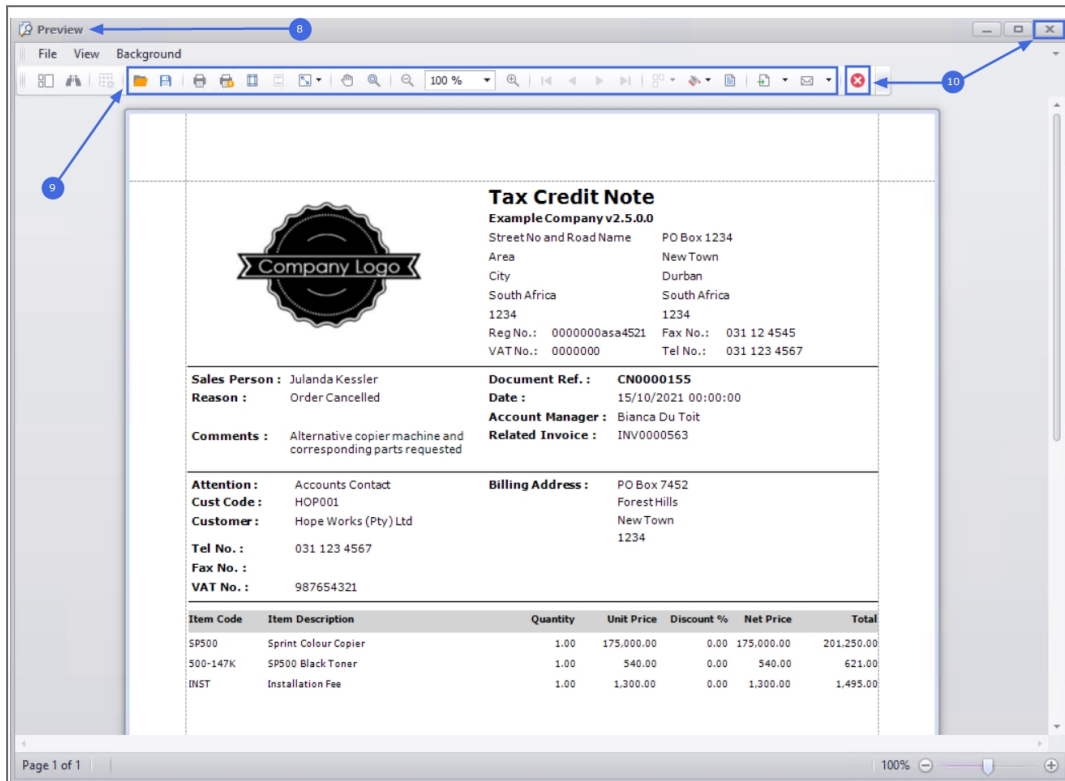 Preview
8
File View Background
100 %
10
9
Company Logo
Tax Credit Note
Example Company v2.5.0.0
Street No and Road Name PO Box 1234
Area New Town
City Durban
South Africa South Africa
1234 1234
Reg No.: 0000000asa4521 Fax No.: 031 12 4545
VAT No.: 0000000 Tel No.: 031 123 4567
Sales Person : Julanda Kessler Document Ref. : CN0000155
Reason : Order Cancelled Date : 15/10/2021 00:00:00
Account Manager : Bianca Du Toit
Comments : Alternative copier machine and Related Invoice : INV0000563
corresponding parts requested
Attention : Accounts Contact Billing Address : PO Box 7452
Cust Code : HOP001 Forest Hills
Customer : Hope Works (Pty) Ltd New Town
1234
Tel No. : 031 123 4567
Fax No. :
VAT No. : 987654321
Item Code Item Description Quantity Unit Price Discount % Net Price Total
SP500 Sprint Colour Copier 1.00 175,000.00 0.00 175,000.00 201,250.00
500-147K SP500 Black Toner 1.00 540.00 0.00 540.00 621.00
INST Installation Fee 1.00 1,300.00 0.00 1,300.00 1,495.00
Page 1 of 1 100%